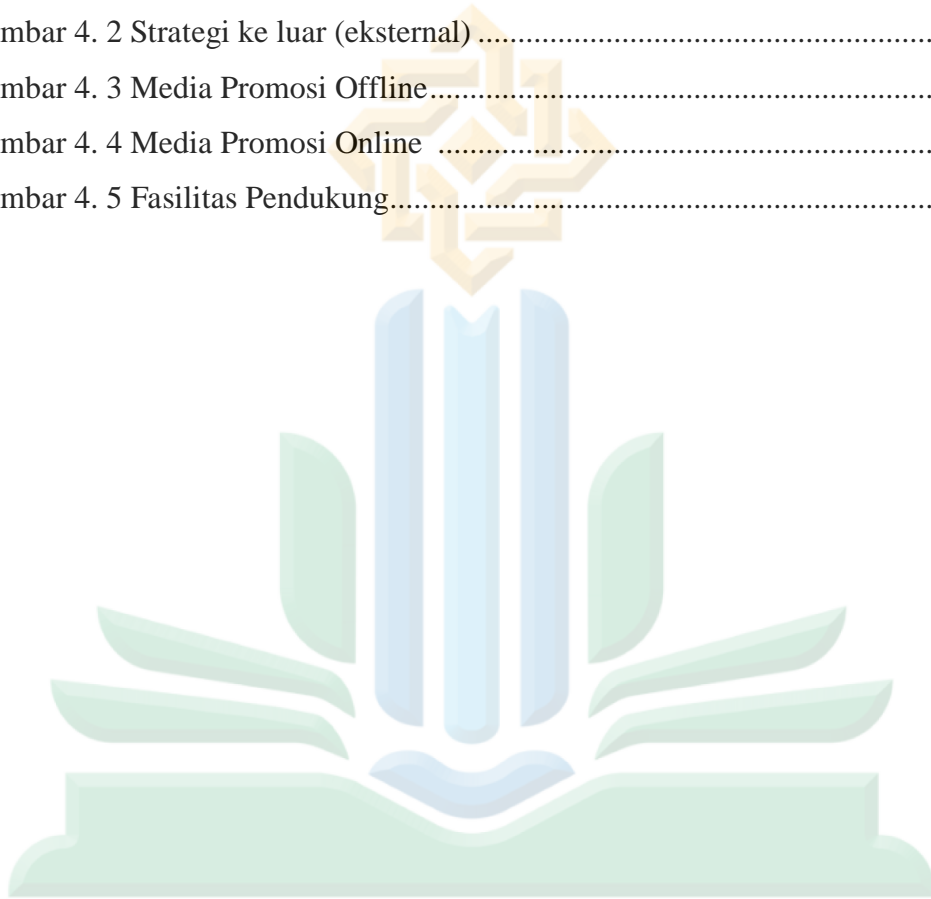 mbar 4. 2 Strategi ke luar (eksternal) ........................................................
mbar 4. 3 Media Promosi Offline..............................................................
mbar 4. 4 Media Promosi Online .............................................................
mbar 4. 5 Fasilitas Pendukung...................................................................